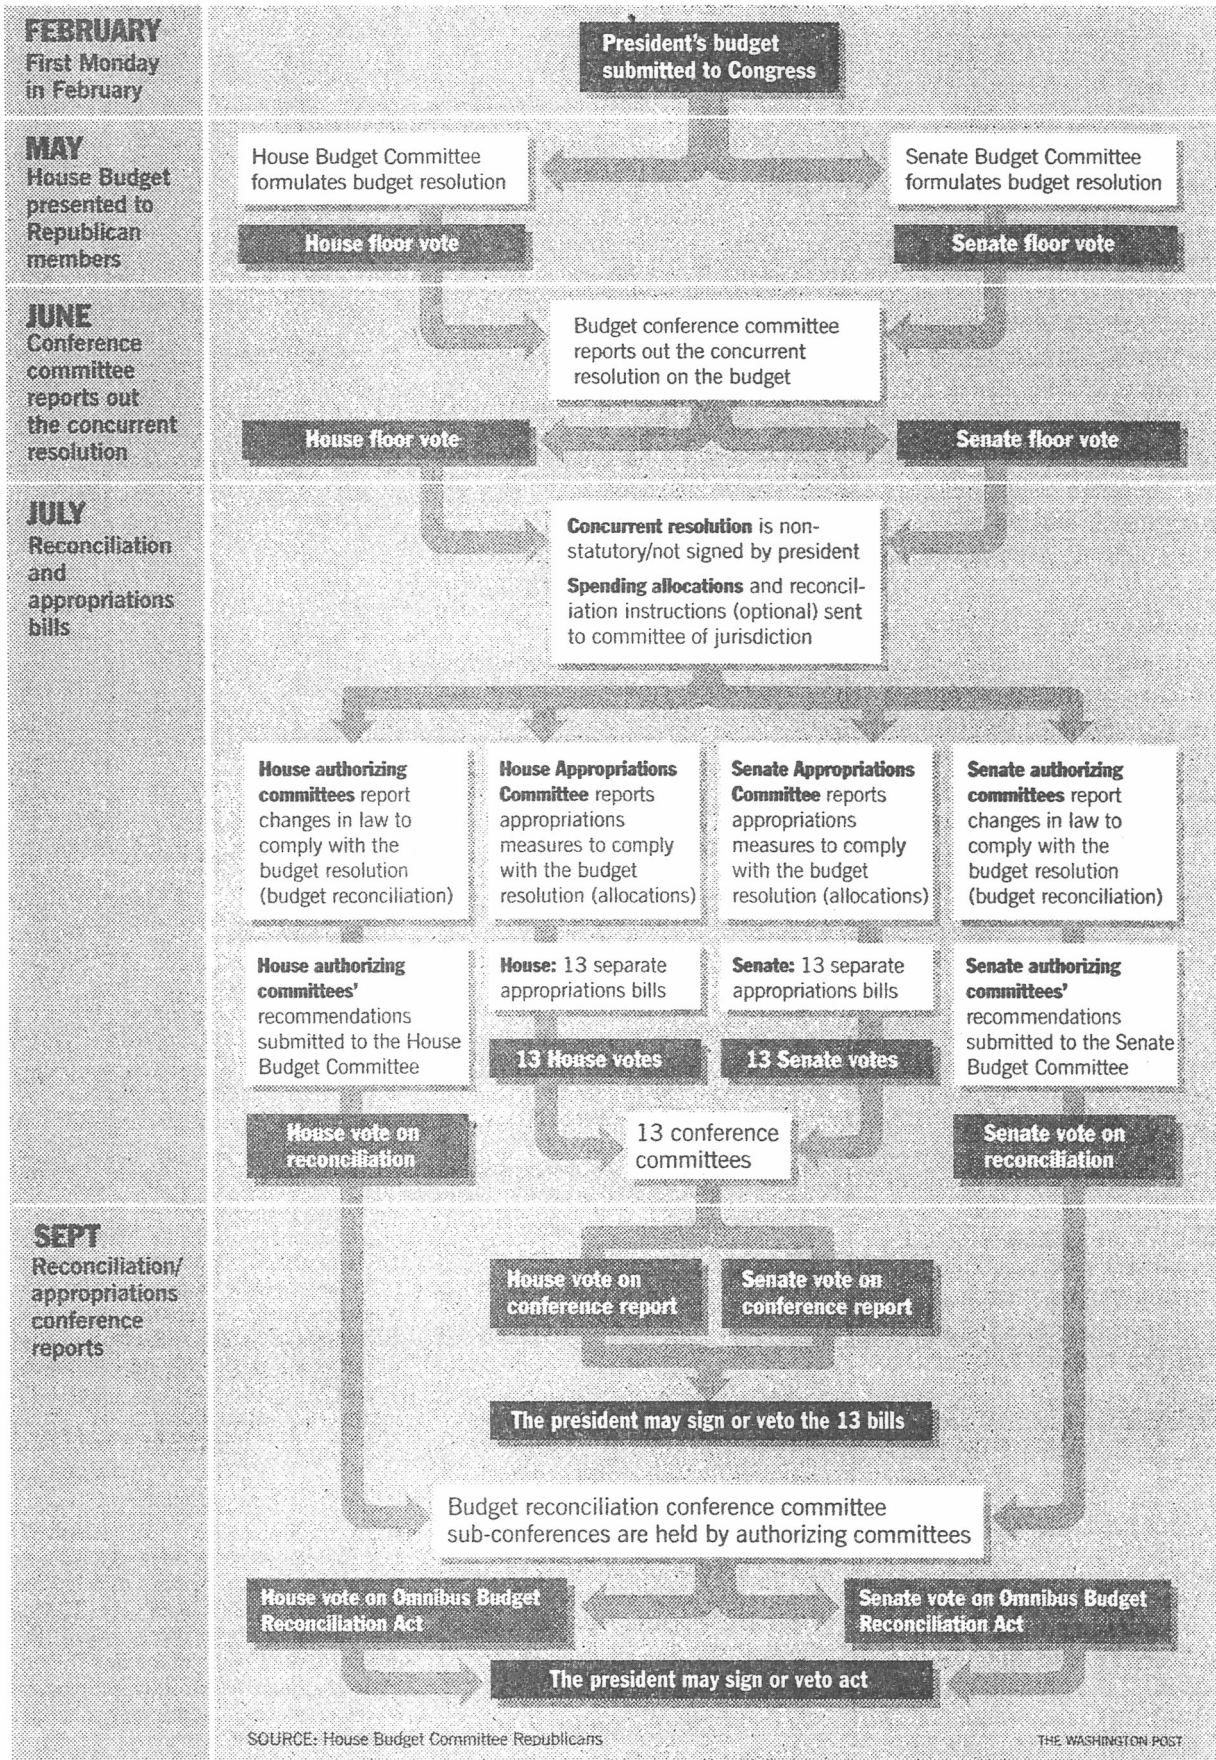 FEBRUARY
First Monday
in February
President's budget
submitted to Congress
MAY
House Budget
presented to
Republican
members
House Budget Committee
formulates budget resolution
Senate Budget Committee
formulates budget resolution
House floor vote
Senate floor vote
JUNE
Conference
committee
reports out
the concurrent
resolution
Budget conference committee
reports out the concurrent
resolution on the budget
House floor vote
Senate floor vote
JULY
Reconciliation
and
appropriations
bills
Concurrent resolution is non-
statutory/not signed by president
Spending allocations and reconcil-
iation instructions (optional) sent
to committee of jurisdiction
House authorizing
committees report
changes in law to
comply with the
budget resolution
(budget reconciliation)
House Appropriations
Committee reports
appropriations
measures to comply
with the budget
resolution (allocations)
Senate Appropriations
Committee reports
appropriations
measures to comply
with the budget
resolution (allocations)
Senate authorizing
committees report
changes in law to
comply with the
budget resolution
(budget reconciliation)
House authorizing
committees'
recommendations
submitted to the House
Budget Committee
House: 13 separate
appropriations bills
Senate: 13 separate
appropriations bills
Senate authorizing
committees'
recommendations
submitted to the Senate
Budget Committee
13 House votes
13 Senate votes
House vote on
reconciliation
13 conference
committees
Senate vote on
reconciliation
SEPT
Reconciliation/
appropriations
conference
reports
House vote on
conference report
Senate vote on
conference report
The president may sign or veto the 13 bills
Budget reconciliation conference committee
sub-conferences are held by authorizing committees
House vote on Omnibus Budget
Reconciliation Act
Senate vote on Omnibus Budget
Reconciliation Act
The president may sign or veto act
SOURCE: House Budget Committee Republicans
THE WASHINGTON POST